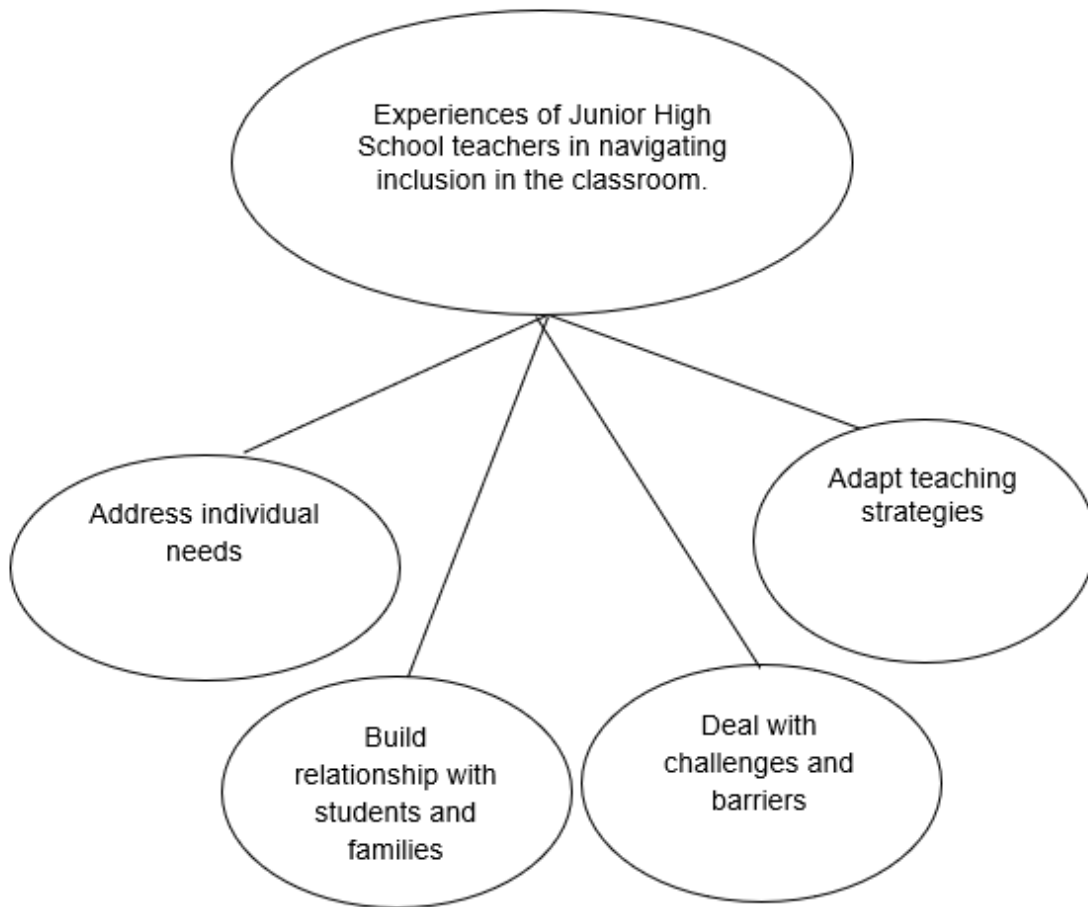 Experiences of Junior High
School teachers in navigating
inclusion in the classroom.
Address individual
needs
Build
relationship with
students and
families
Deal with
challenges and
barriers
Adapt teaching
strategies